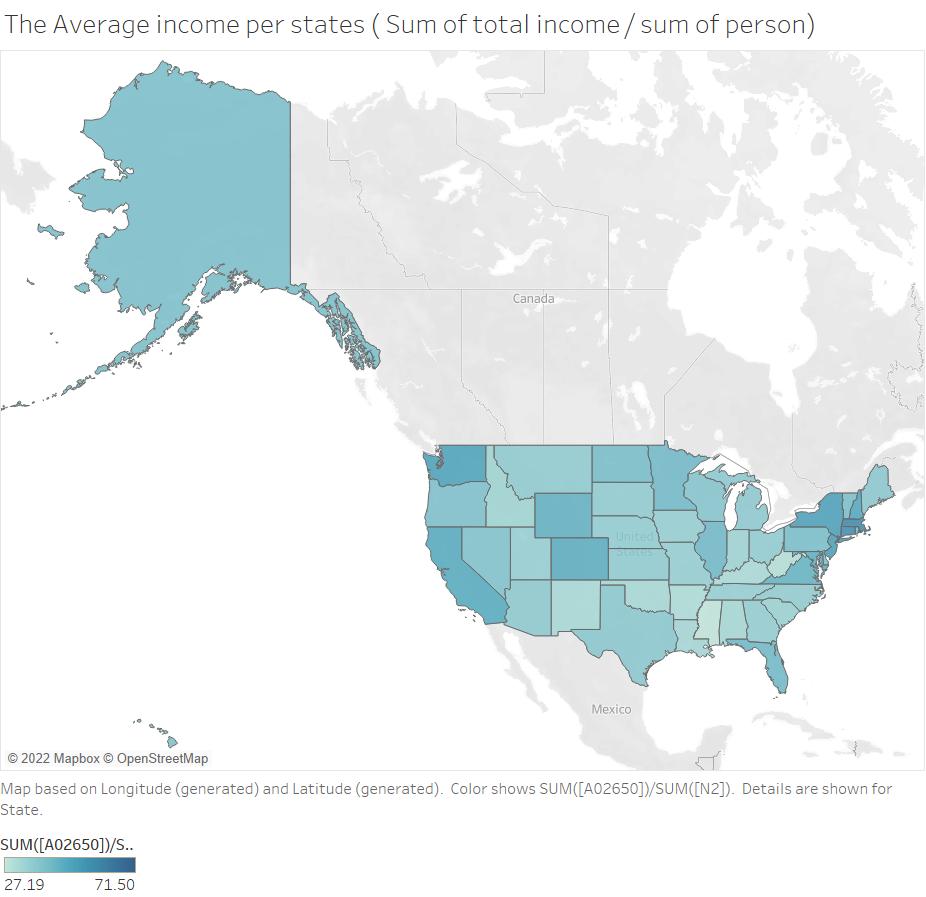 The Average income per states ( Sum of total income / sum of person)
Canada
United
States
Mexico
© 2022 Mapbox © OpenStreetMap
Map based on Longitude (generated) and Latitude (generated).  Color shows SUM([A02650])/SUM([N2]).  Details are shown for
State.
SUM([A02650])/S..
27.19 71.50